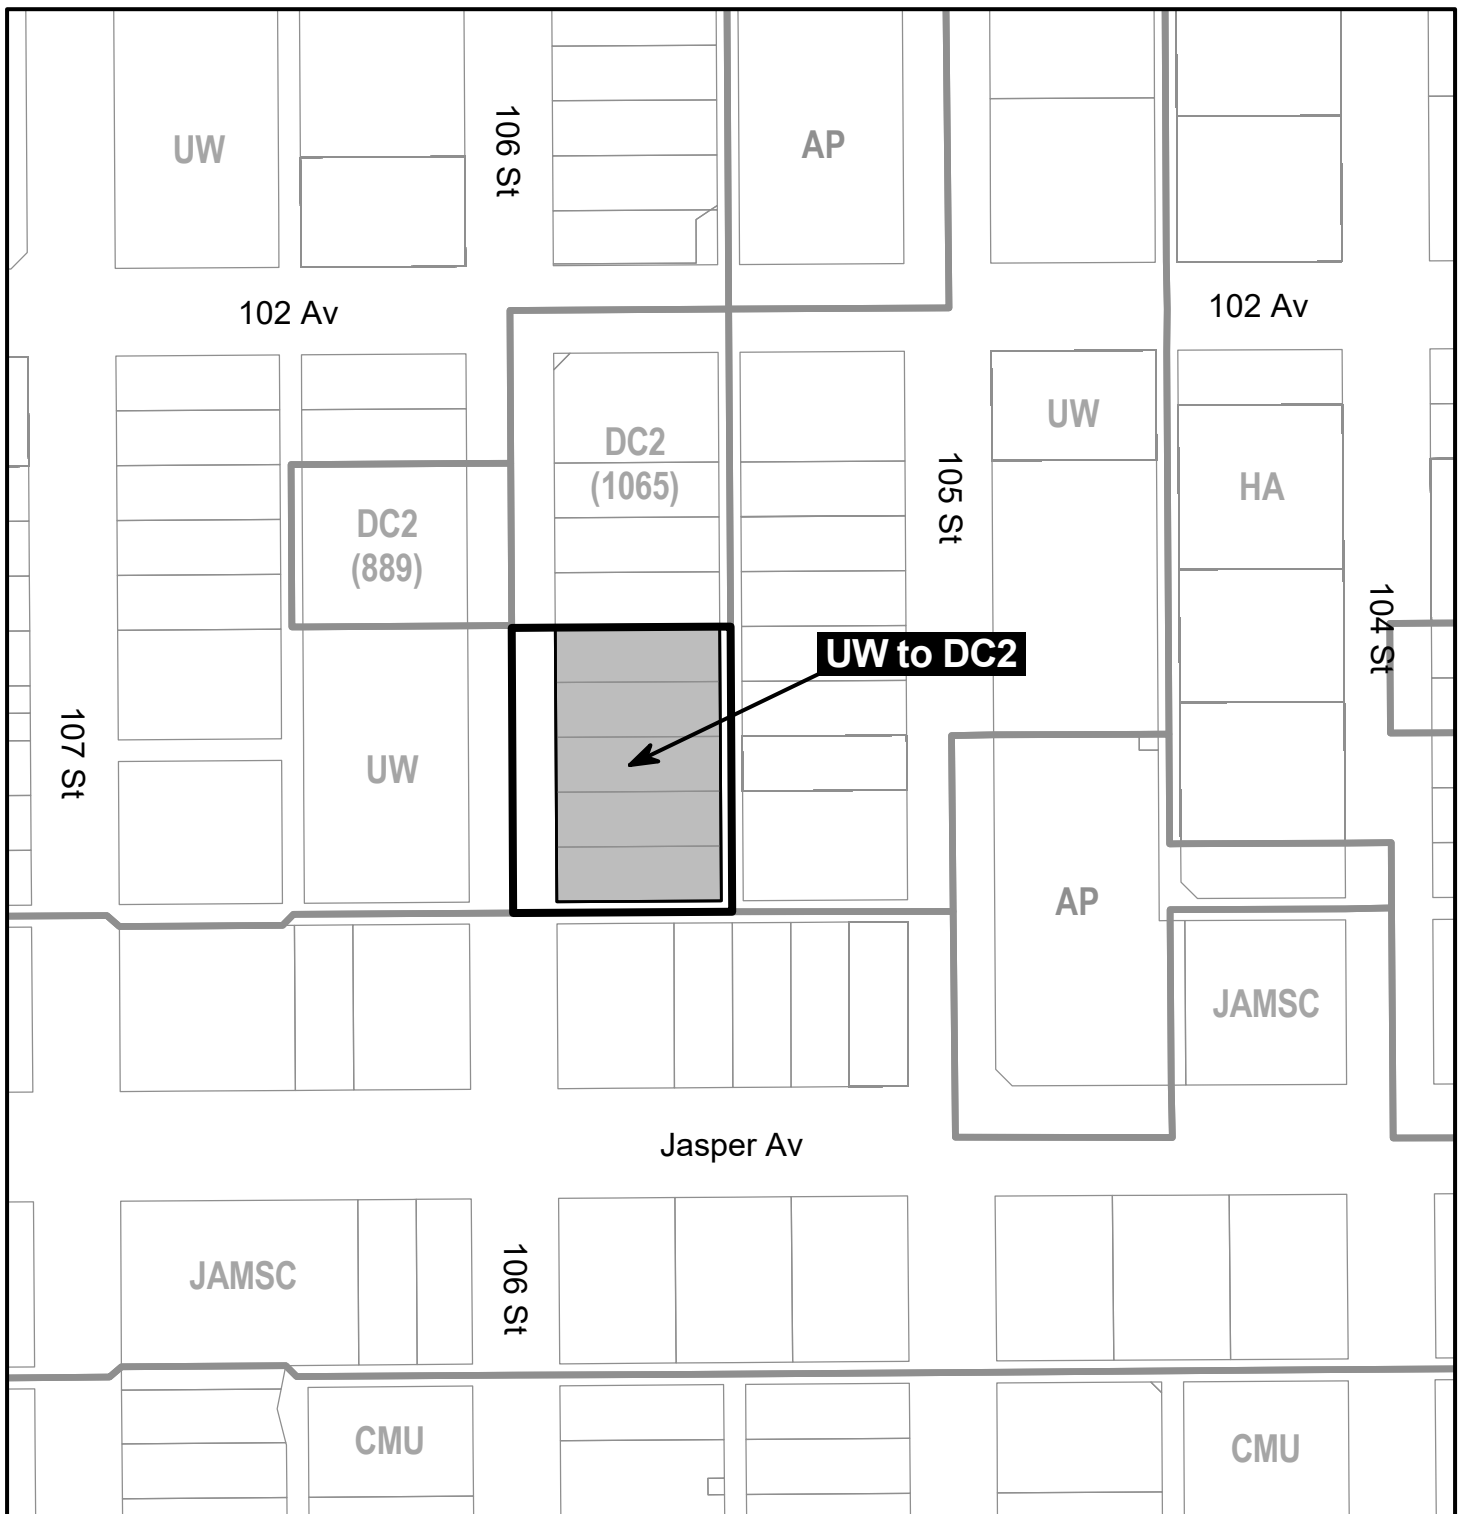 106 St
AP
UW
102 Av
102 Av
UW
DC2
(1065)
HA
105 St
DC2
(889)
104 St
UW to DC2
107 St
UW
AP
JAMSC
Jasper Av
JAMSC
106 St
CMU
CMU